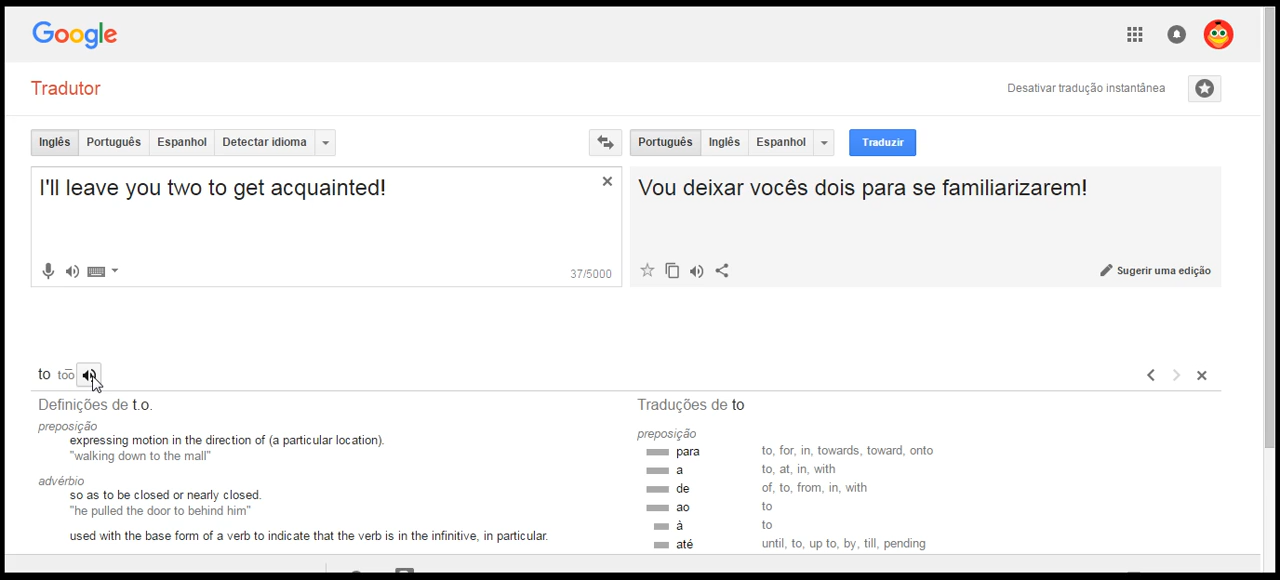 Google
Tradutor
Desativar tradução instantânea
Inglês Português Espanhol Detectar idioma
Português Inglês Espanhol Traduzir
I'll leave you two to get acquainted!
37/5000
Vou deixar vocês dois para se familiarizarem!
Sugerir uma edição
to to͞o
Definições de t.o.
preposição
expressing motion in the direction of (a particular location).
"walking down to the mall"
advérbio
so as to be closed or nearly closed.
"he pulled the door to behind him"
used with the base form of a verb to indicate that the verb is in the infinitive, in particular.
Traduções de to
preposição
para to, for, in, towards, toward, onto
a to, at, in, with
de of, to, from, in, with
ao to
à to
até until, to, up to, by, till, pending